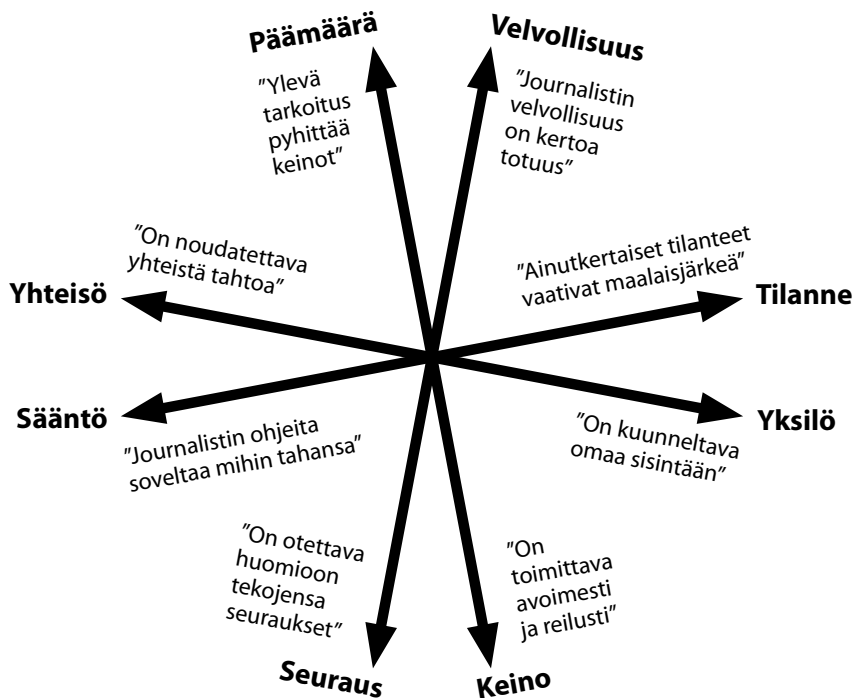 Päämäärä
"Ylevä
tarkoitus
pyhittää
keinot"
Velvollisuus
"Journalistin
velvollisuus
on kertoa
totuus"
"On noudatettava
yhteistä tahtoa"
Yhteisö
"Ainutkertaiset tilanteet
vaativat maalaisjärkeä"
Tilanne
Sääntö
"Journalistin ohjeita
soveltaa mihin tahansa"
Yksilö
"On kuunneltava
omaa sisintään"
"On otettava
huomioon
tekojensa
seuraukset"
Seuraus
"On
toimittava
avoimesti
ja reilusti"
Keino